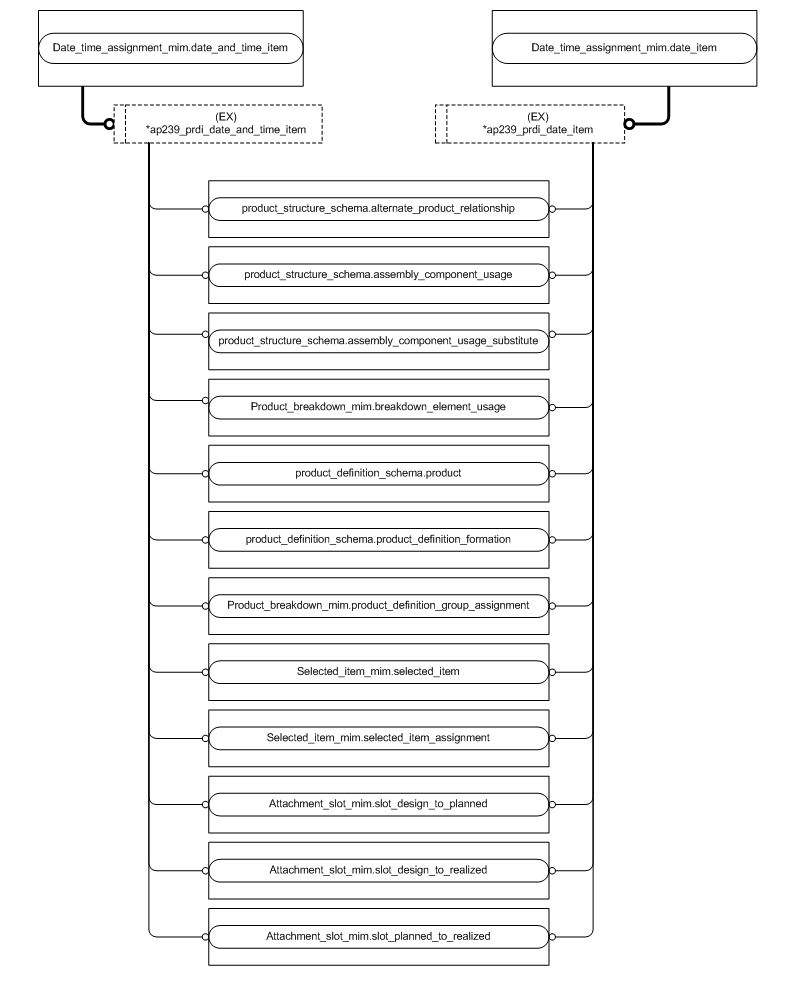 Date_time_assignment_mim.date_and_time_item
Date_time_assignment_mim.date_item
(EX)
*ap239_prdi_date_and_time_item
(EX)
*ap239_prdi_date_item
product_structure_schema.alternate_product_relationship
product_structure_schema.assembly_component_usage
product_structure_schema.assembly_component_usage_substitute
Product_breakdown_mim.breakdown_element_usage
product_definition_schema.product
product_definition_schema.product_definition_formation
Product_breakdown_mim.product_definition_group_assignment
Selected_item_mim.selected_item
Selected_item_mim.selected_item_assignment
Attachment_slot_mim.slot_design_to_planned
Attachment_slot_mim.slot_design_to_realized
Attachment_slot_mim.slot_planned_to_realized